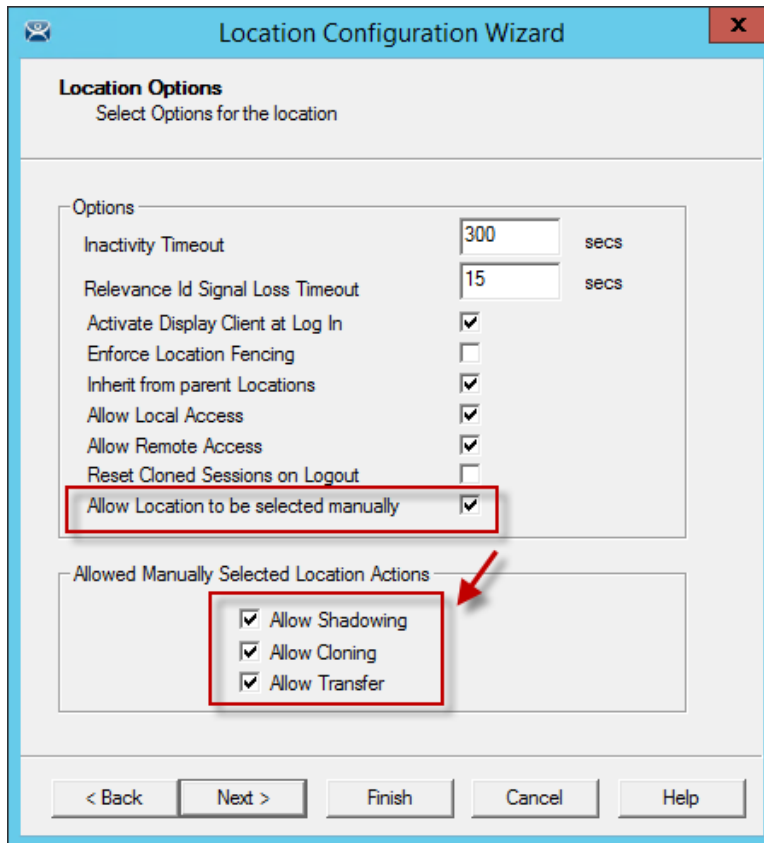 Location Configuration Wizard
x
Location Options
Select Options for the location
Options
Inactivity Timeout 300 secs
Relevance Id Signal Loss Timeout 15 secs
Activate Display Client at Log In
Enforce Location Fencing
Inherit from parent Locations
Allow Local Access
Allow Remote Access
Reset Cloned Sessions on Logout
Allow Location to be selected manually
Allowed Manually Selected Location Actions
Allow Shadowing
Allow Cloning
Allow Transfer
< Back Next > Finish Cancel Help